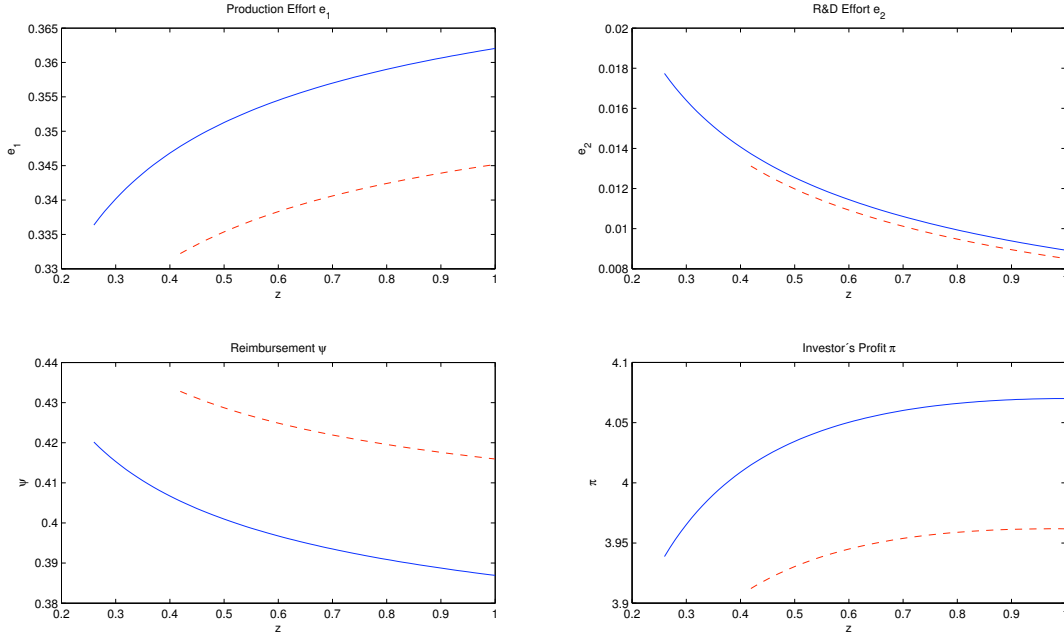 Production Effort e1
0.365
0.36
0.355
0.35
0.345
0.34
0.335
0.33
e1
0.2 0.3 0.4 0.5 0.6 0.7 0.8 0.9 1
z
R&D Effort e2
0.02
0.018
0.016
0.014
0.012
0.01
0.008
e2
0.2 0.3 0.4 0.5 0.6 0.7 0.8 0.9 1
z
Reimbursement ψ
0.44
0.43
0.42
0.41
0.4
0.39
0.38
ψ
0.2 0.3 0.4 0.5 0.6 0.7 0.8 0.9 1
z
Investor´s Profit π
4.1
4.05
4
3.95
3.9
π
0.2 0.3 0.4 0.5 0.6 0.7 0.8 0.9 1
z